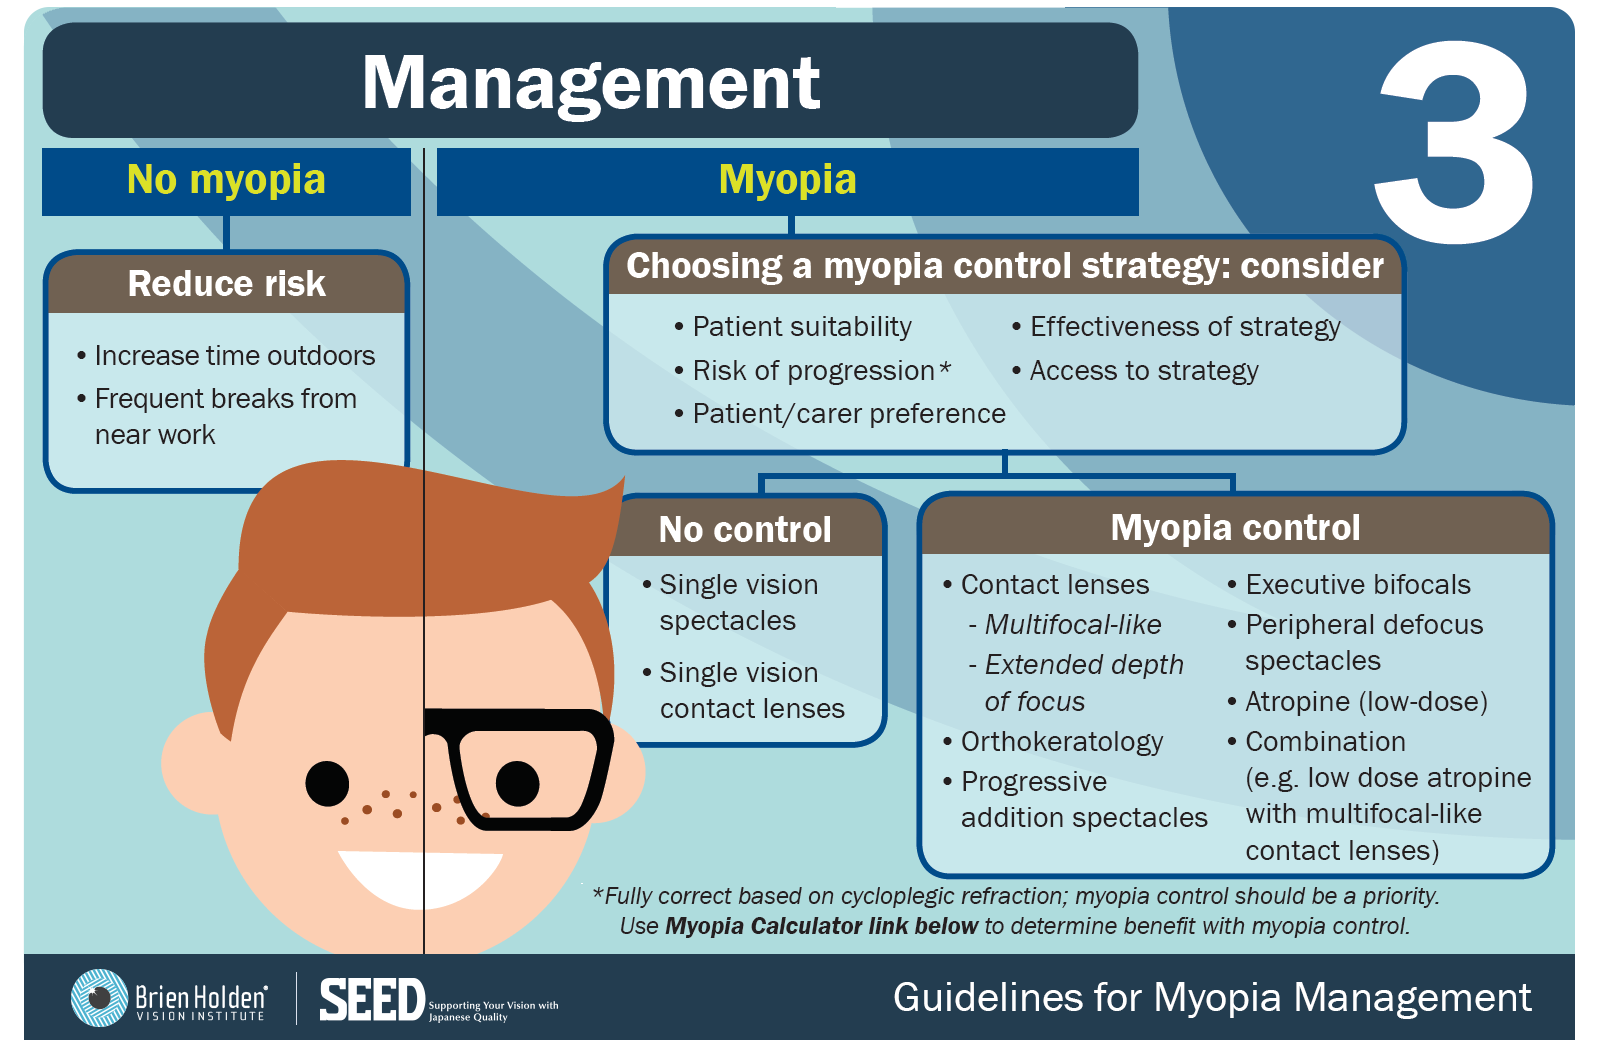 Management
3
No myopia
Reduce risk
• Increase time outdoors
• Frequent breaks from
near work
Myopia
Choosing a myopia control strategy: consider
• Patient suitability
• Risk of progression*
• Patient/carer preference
• Effectiveness of strategy
• Access to strategy
No control
• Single vision
spectacles
• Single vision
contact lenses
Myopia control
• Contact lenses
- Multifocal-like
- Extended depth
of focus
• Orthokeratology
• Progressive
addition spectacles
• Executive bifocals
• Peripheral defocus
spectacles
• Atropine (low-dose)
• Combination
(e.g. low dose atropine
with multifocal-like
contact lenses)
*Fully correct based on cycloplegic refraction; myopia control should be a priority.
Use Myopia Calculator link below to determine benefit with myopia control.
Brien Holden
VISION INSTITUTE
SEED
Supporting Your Vision with
Japanese Quality
Guidelines for Myopia Management